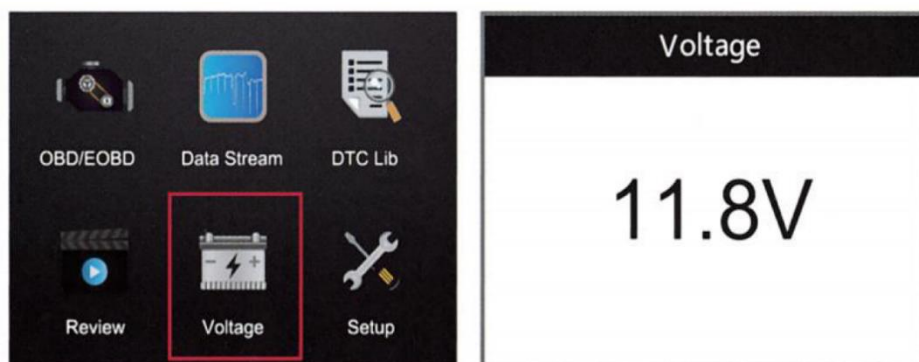 OBD/EOBD Data Stream DTC Lib
Review Voltage Setup
Voltage
11.8V